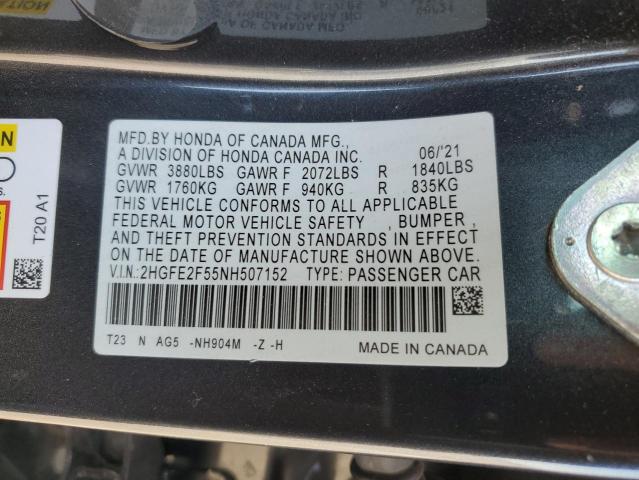 MFD.BY HONDA OF CANADA MFG.,
A DIVISION OF HONDA CANADA INC. 06/'21
GVWR 3880LBS GAWR F 2072LBS R 1840LBS
GVWR 1760KG GAWR F 940KG R 835KG
THIS VEHICLE CONFORMS TO ALL APPLICABLE
FEDERAL MOTOR VEHICLE SAFETY , BUMPER ,
AND THEFT PREVENTION STANDARDS IN EFFECT
ON THE DATE OF MANUFACTURE SHOWN ABOVE.
V.I.N.:2HGFE2F55NH507152 TYPE: PASSENGER CAR
T23 N AG5 -NH904M -Z -H MADE IN CANADA
T20 A1